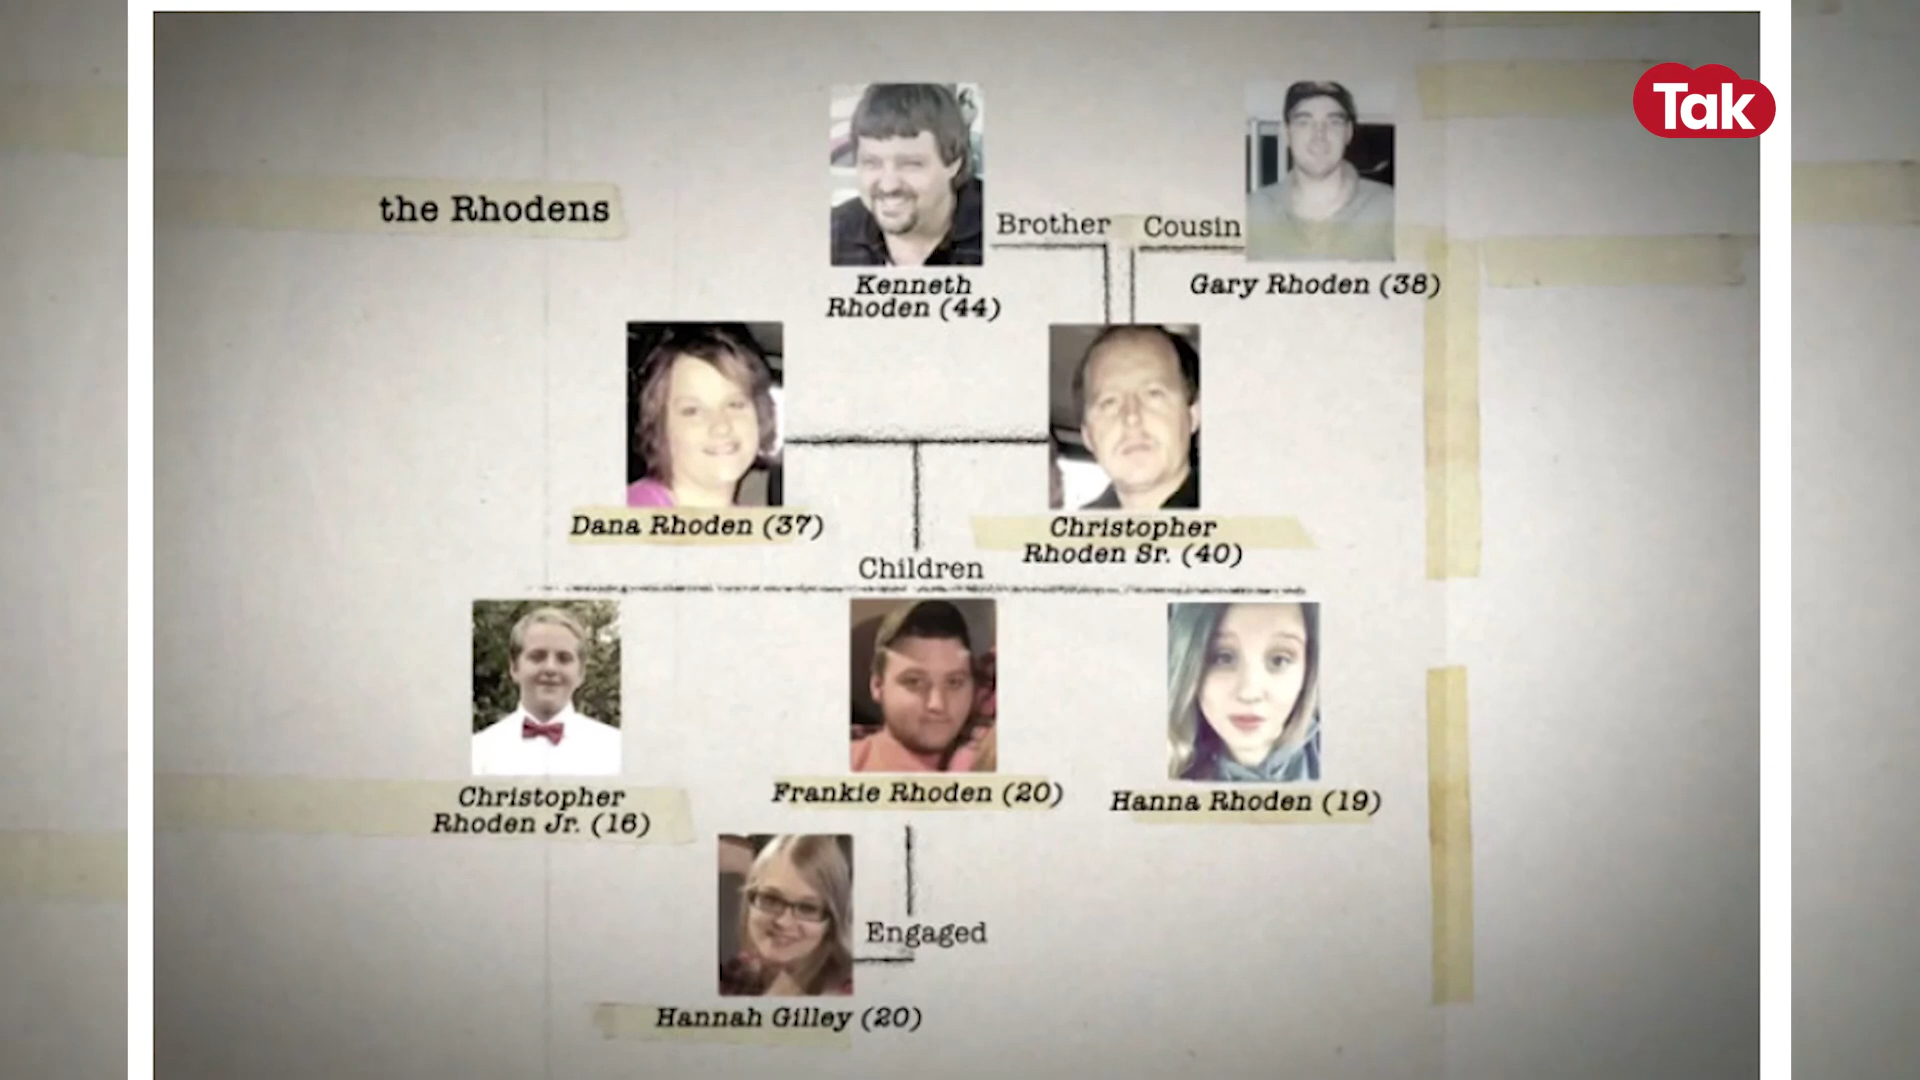 Tak
the Rhodens
Brother
Cousin
Kenneth
Rhoden (44)
Gary Rhoden (38)
Dana Rhoden (37)
Christopher
Rhoden Sr. (40)
Children
Christopher
Rhoden Jr. (16)
Frankie Rhoden (20)
Hanna Rhoden (19)
Engaged
Hannah Gilley (20)